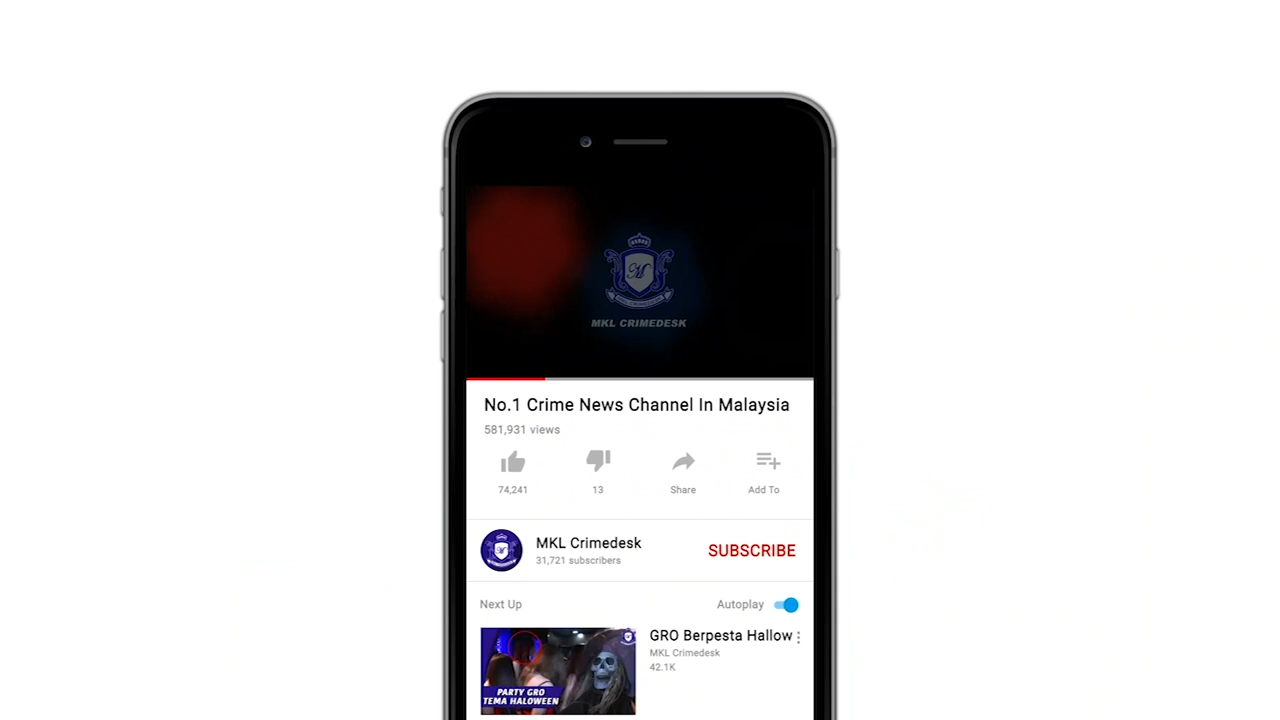 MKL CRIMEDESK
No.1 Crime News Channel In Malaysia
581,931 views
74,241
13
Share
Add To
MKL Crimedesk
31,721 subscribers
SUBSCRIBE
Next Up
Autoplay
GRO Berpesta Hallow
MKL Crimedesk
42.1K
PARTY GRO
TEMA HALOWEEN